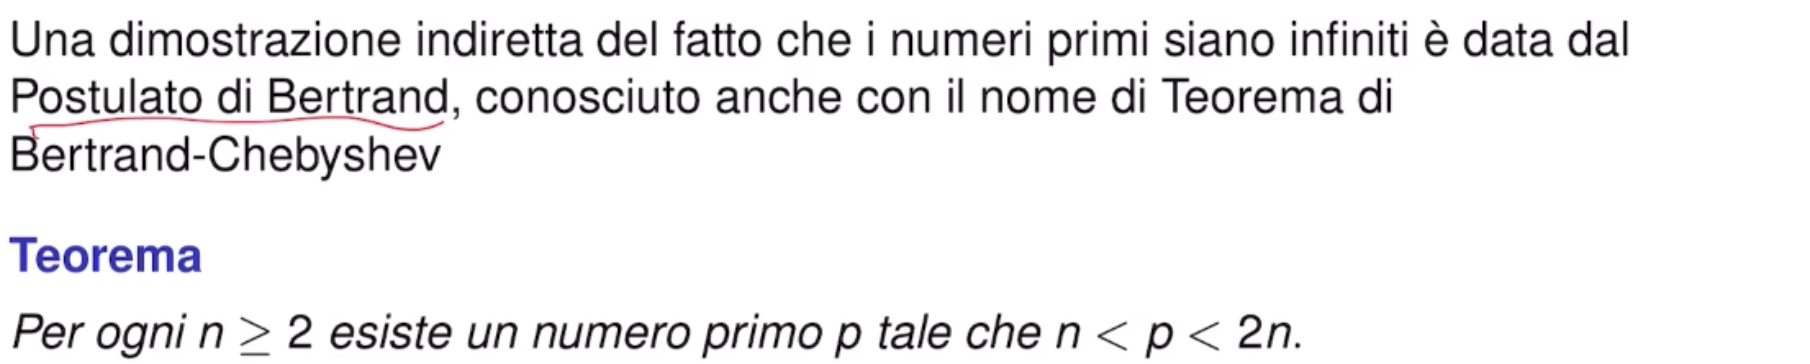 Una dimostrazione indiretta del fatto che i numeri primi siano infiniti è data dal
Postulato di Bertrand, conosciuto anche con il nome di Teorema di
Bertrand-Chebyshev
Teorema
Per ogni n ≥ 2 esiste un numero primo p tale che n < p < 2n.